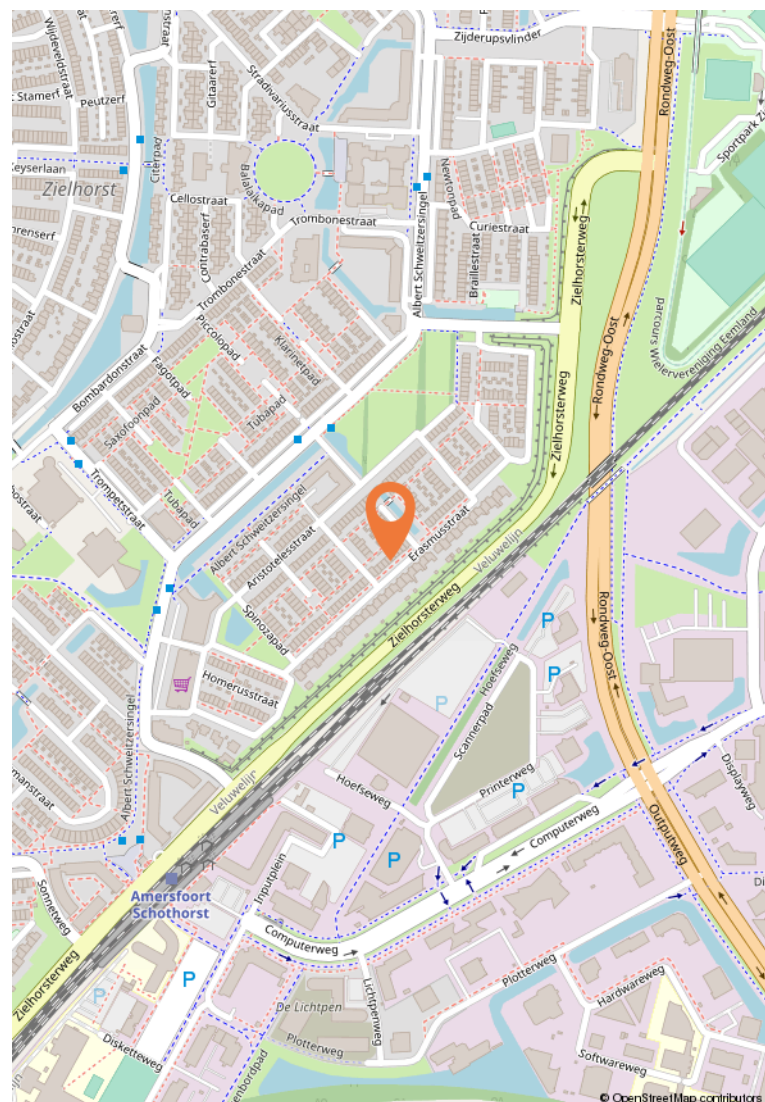 Wijdeveldstraat
Stamerf
Peutzerf
Gitaarerf
Stradivariusstraat
Zijderupsvlinder
Rondweg-Oost
Sportpark
Citerpad
Zielhorst
Balalaikapad
Cellostraat
Contrabaserf
Trombonestraat
Newtonpad
Curiestraat
Braillestraat
Albert Schweitzersingel
Zielhorsterweg
Trombonestraat
Piccolopad
Klarinetpad
Bombardonstraat
Fagotpad
Saxofoonpad
Tubapad
Rondweg-Oost
parcours Wielervereniging Eemland
Zielhorsterweg
Trompetstraat
Tubapad
Albert Schweitzersingel
Aristotelesstraat
Erasmusstraat
Veluwelijn
Spinozapad
Zielhorsterweg
Rondweg-Oost
Homerusstraat
Hoefseweg
Scannerpad
P
P
P
Albert Schweitzersingel
Veluwelijn
Hoefseweg
Printerweg
P
Displayweg
Outputweg
Computerweg
P
P
Inputplein
Amersfoort
Schothorst
Sonnetweg
Computerweg
Zielhorsterweg
P
P
Lichtpenweg
Plotterweg
Hardwareweg
De Lichtpen
Plotterweg
Disketteweg
Softwareweg
© OpenStreetMap contributors